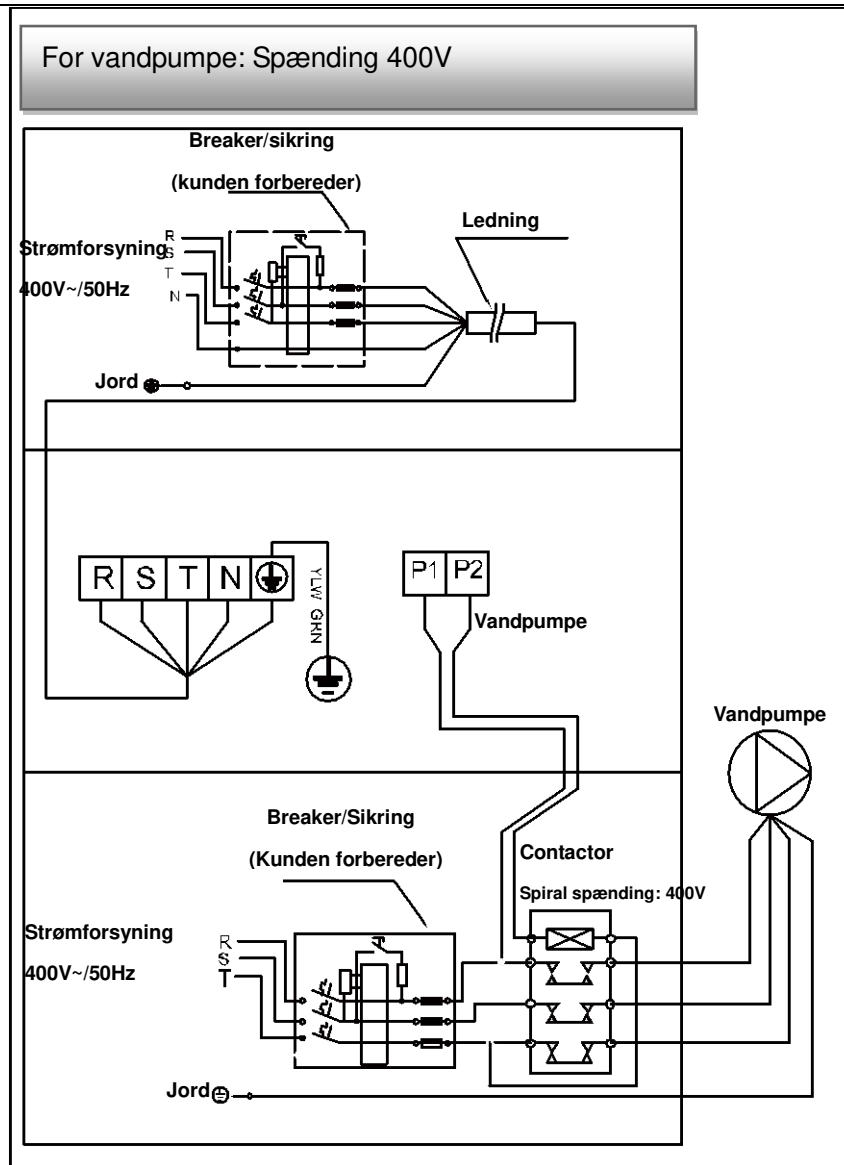 For vandpumpe: Spænding 400V
Breaker/sikring
(kunden forbereder)
Ledning
Strømforsyning
400V~/50Hz
R
S
T
N
Jord
R S T N
YLW GRN
P1 P2
Vandpumpe
Vandpumpe
Breaker/Sikring
(Kunden forbereder)
Contactor
Spiral spænding: 400V
Strømforsyning
400V~/50Hz
R
S
T
Jord